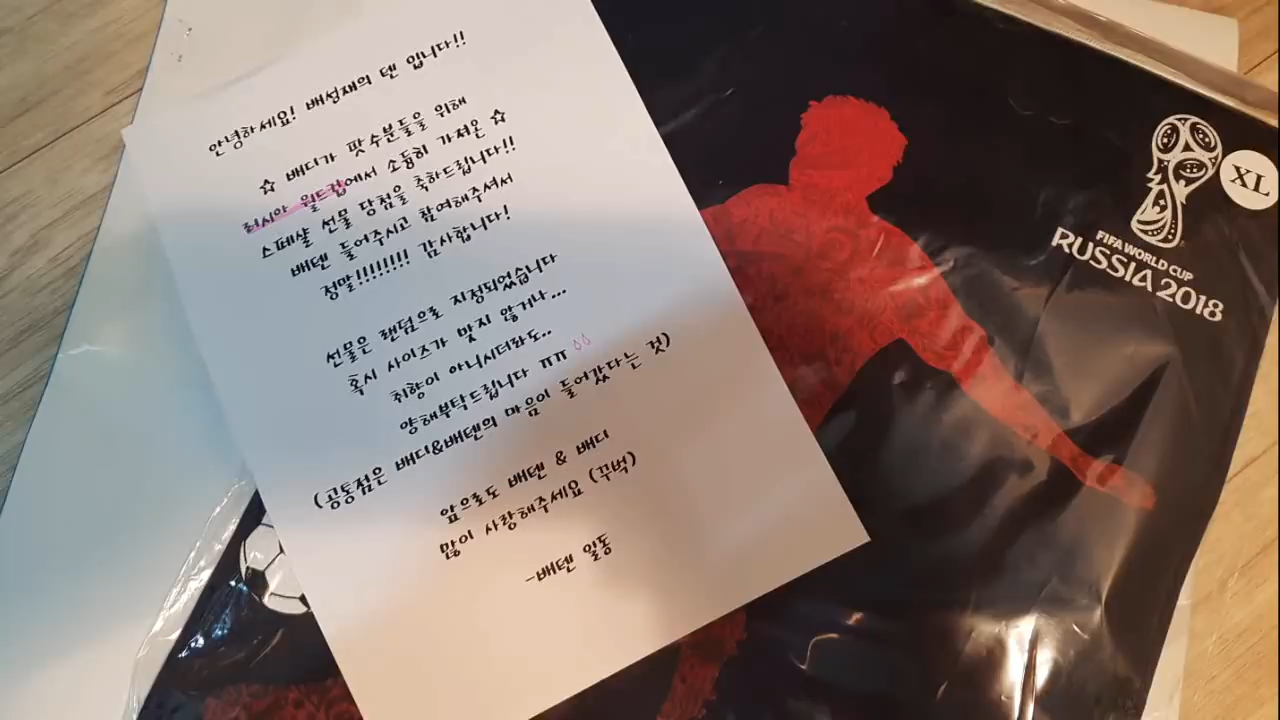 안녕하세요! 배성재의 텐 입니다!!
☆ 배디가 팟수분들을 위해
러시아 월드컵에서 소듕히 가져온 ☆
스페샬 선물 당첨을 축하드립니다!!
배텐 들어주시고 참여해주셔서
정말!!!!!!!! 감사합니다!
선물은 랜덤으로 지정되었습니다
혹시 사이즈가 맞지 않거나...
취향이 아니시더라도..
양해부탁드립니다 ㅠㅠ
(공통점은 배디&배텐의 마음이 들어갔다는 것)
앞으로도 배텐 & 배디
많이 사랑해주세요 (꾸벅)
-배텐 일동
XL
FIFA WORLD CUP
RUSSIA 2018